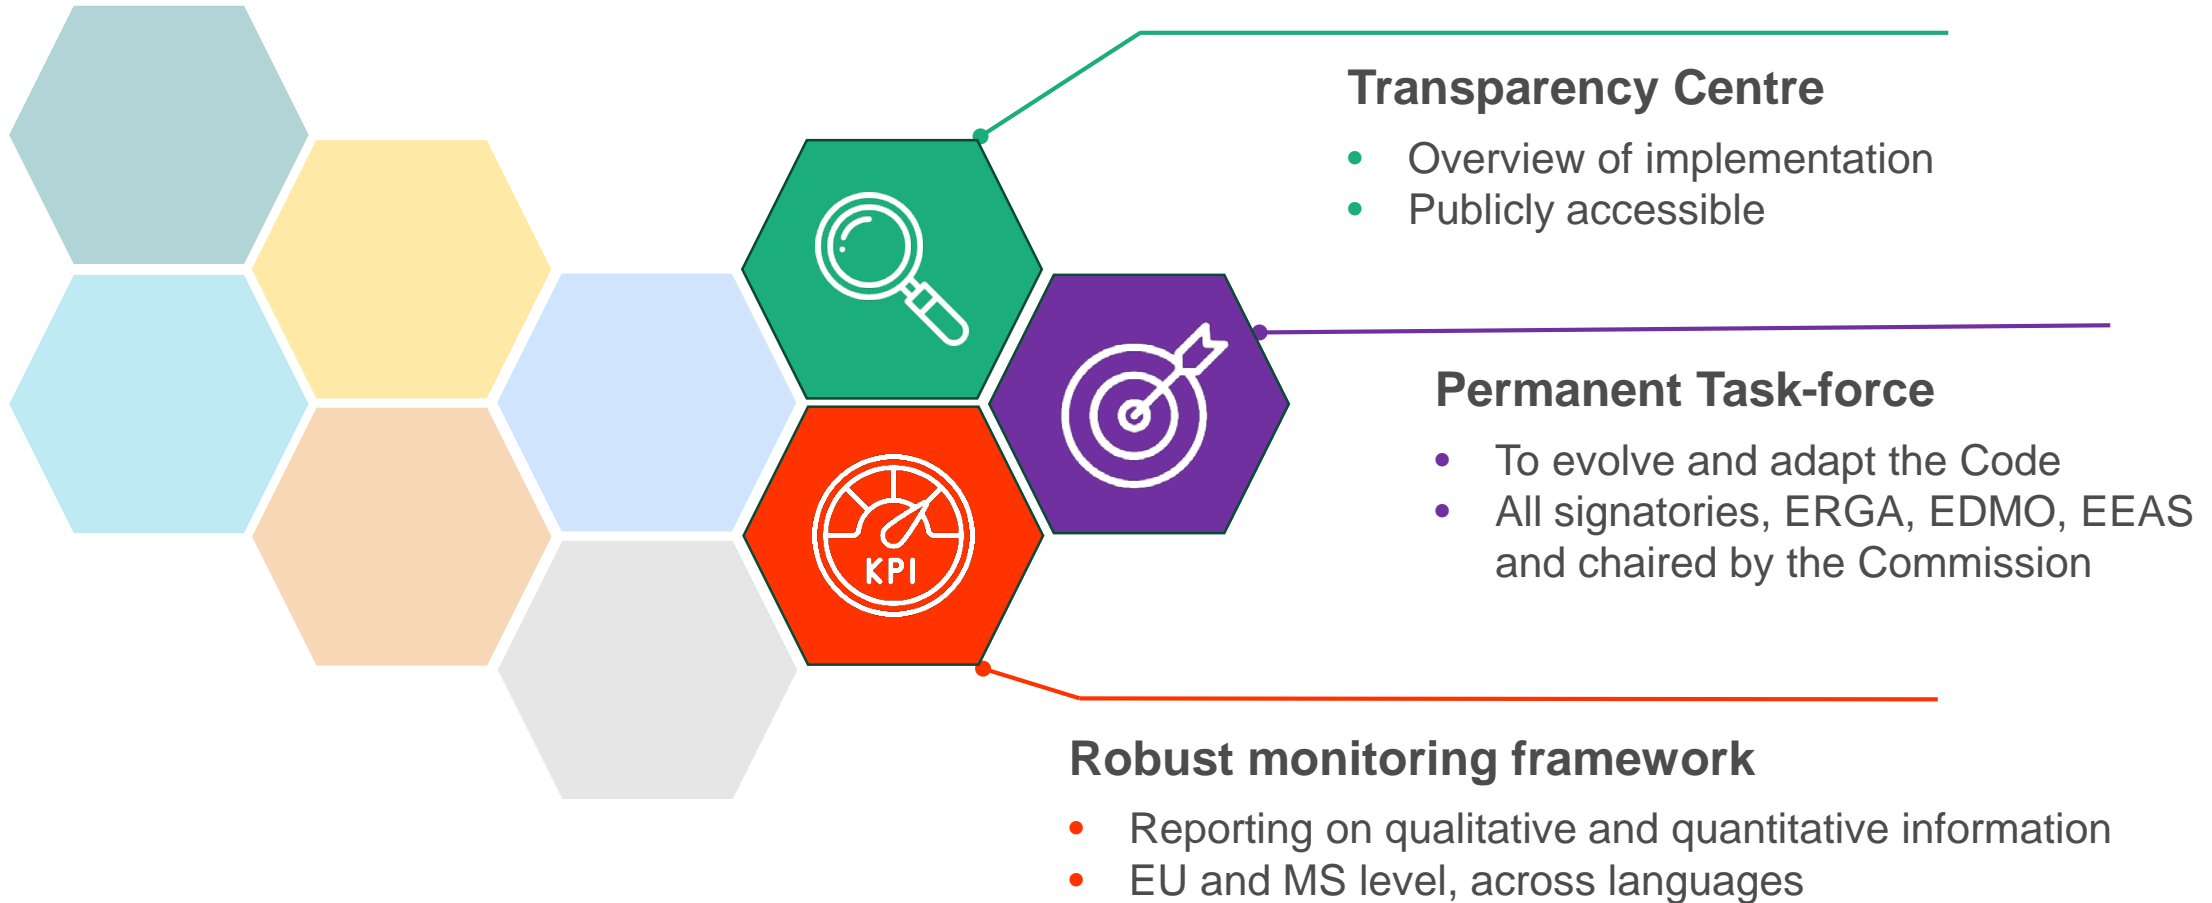 Transparency Centre
• Overview of implementation
• Publicly accessible
Permanent Task-force
• To evolve and adapt the Code
• All signatories, ERGA, EDMO, EEAS
and chaired by the Commission
KPI
Robust monitoring framework
• Reporting on qualitative and quantitative information
• EU and MS level, across languages